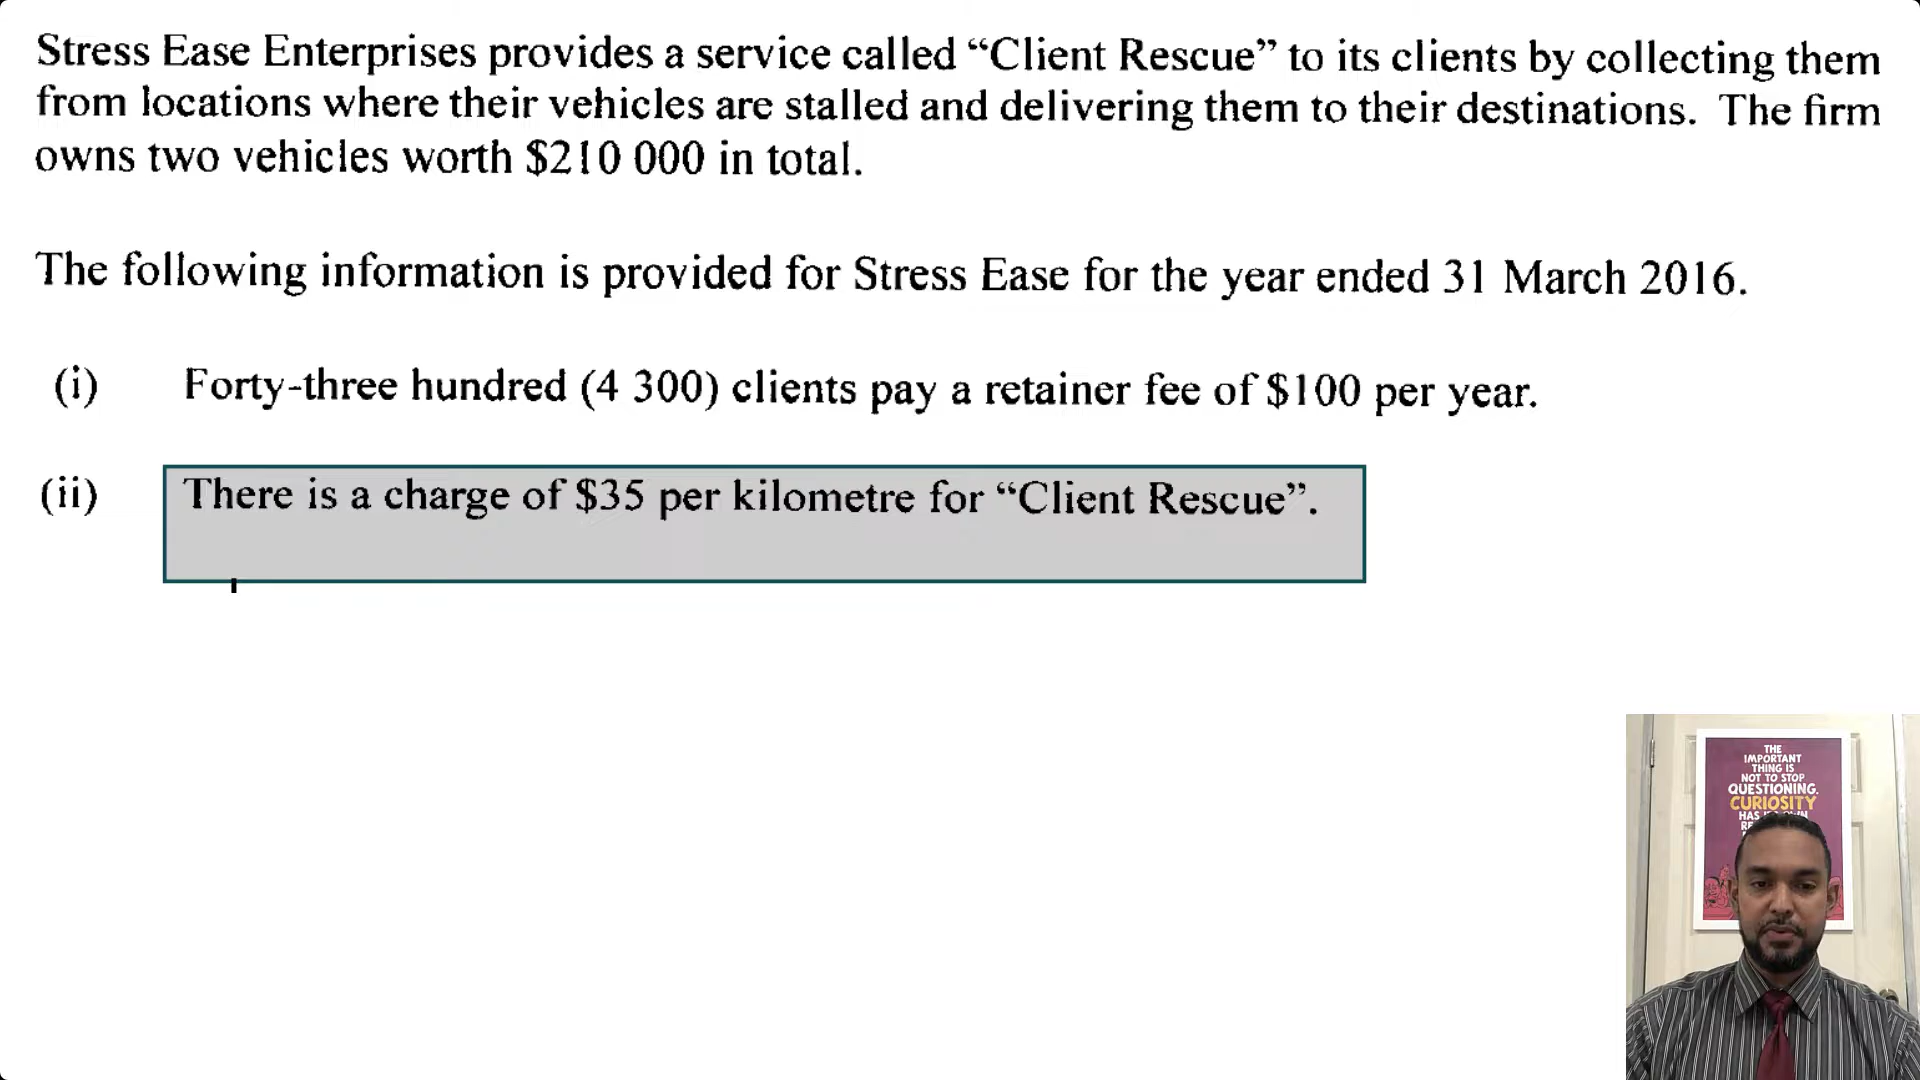 Stress Ease Enterprises provides a service called “Client Rescue” to its clients by collecting them
from locations where their vehicles are stalled and delivering them to their destinations. The firm
owns two vehicles worth $210 000 in total.
The following information is provided for Stress Ease for the year ended 31 March 2016.
(i) Forty-three hundred (4 300) clients pay a retainer fee of $100 per year.
(ii) There is a charge of $35 per kilometre for “Client Rescue”.
THE
IMPORTANT
THING IS
NOT TO STOP
QUESTIONING.
CURIOSITY
HAS